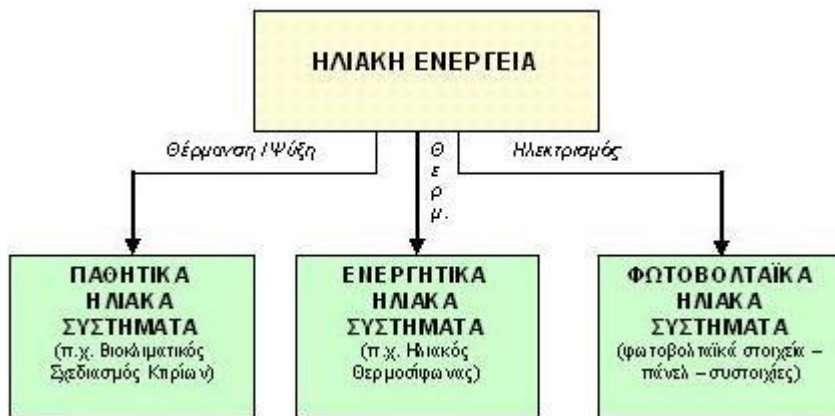 ΗΛΙΑΚΗ ΕΝΕΡΓΕΙΑ
Θέρμανση /Ψύξη
Θερμ.
Ηλεκτρισμός
ΠΑΘΗΤΙΚΑ
ΗΛΙΑΚΑ
ΣΥΣΤΗΜΑΤΑ
(π.χ. Βιοκλιματικός
Σχεδιασμός Κτιρίων)
ΕΝΕΡΓΗΤΙΚΑ
ΗΛΙΑΚΑ
ΣΥΣΤΗΜΑΤΑ
(π.χ. Ηλιακός
Θερμοσίφωνας)
ΦΩΤΟΒΟΛΤΑΪΚΑ
ΗΛΙΑΚΑ
ΣΥΣΤΗΜΑΤΑ
(φωτοβολταϊκά στοιχεία –
πάνελ – συστοιχίες)